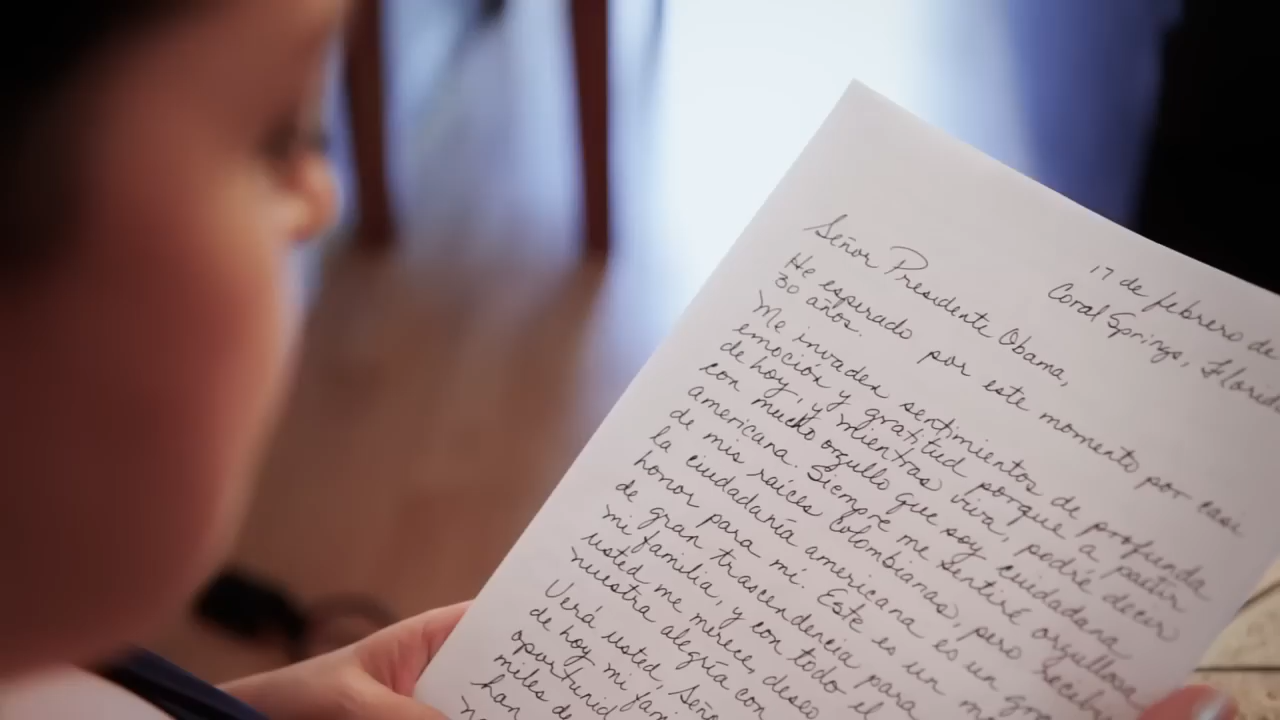 17 de febrero de
Coral Springs, Florida
Señor Presidente Obama,
He esperado por este momento por casi
30 años.
Me invaden sentimientos de profunda
emoción y gratitud porque a partir
de hoy, y mientras viva, podré decir
con mucho orgullo que soy ciudadana
americana. Siempre me sentiré orgullosa
de mis raíces colombianas, pero recibir
la ciudadanía americana es un gran
honor para mí. Este es un
de gran trascendencia para
mi familia, y con todo el
usted me merece, deseo
nuestra alegría con
Verá usted, Señor
de hoy mi fami
oportunid
miles de
han